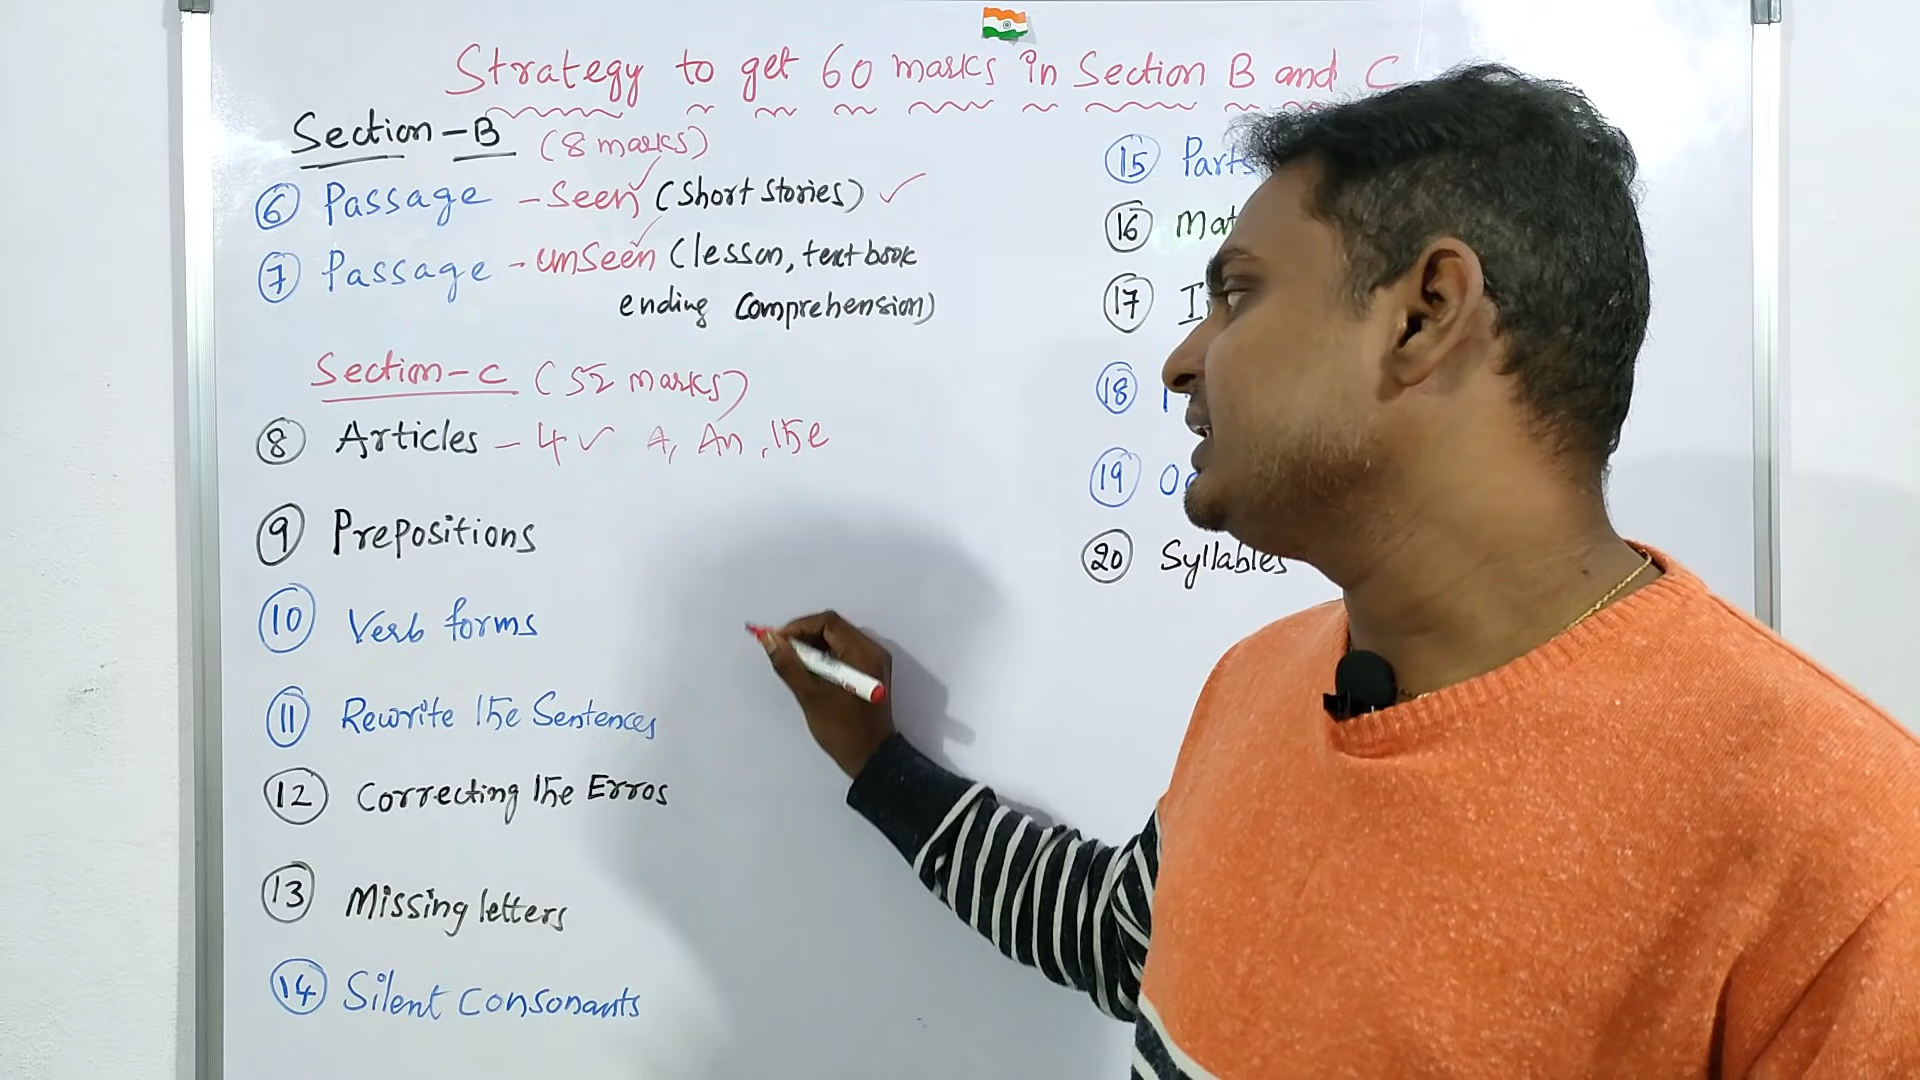 Strategy to get 60 marks in Section B and C
Section-B (8 marks)
6 Passage - Seen (Short Stories) ✓
7 Passage - unseen (lesson, text book
ending Comprehension)
Section-C (52 marks)
8 Articles - 4 ✓ A, An, The
9 Prepositions
10 Verb forms
11 Rewrite The Sentences
12 Correcting The Erros
13 Missing letters
14 Silent Consonants
15 Parts
16
17
18
19
20 Syllables